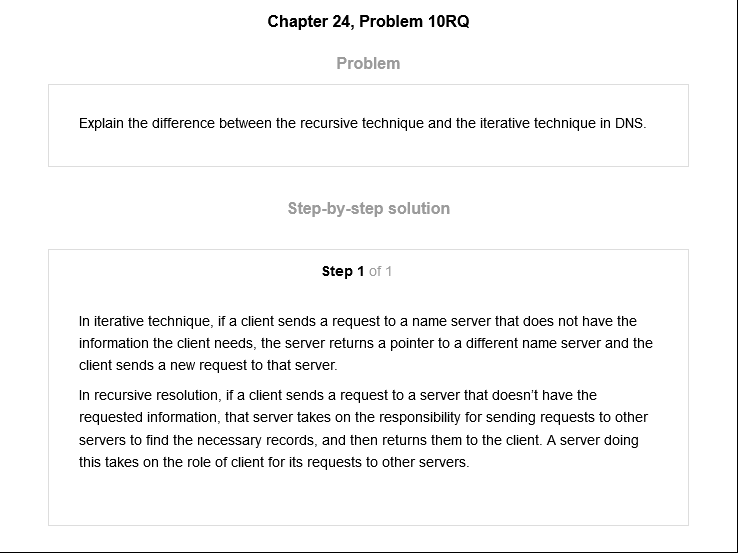 Chapter 24, Problem 10RQ
Problem
Explain the difference between the recursive technique and the iterative technique in DNS.
Step-by-step solution
Step 1 of 1
In iterative technique, if a client sends a request to a name server that does not have the
information the client needs, the server returns a pointer to a different name server and the
client sends a new request to that server.
In recursive resolution, if a client sends a request to a server that doesn’t have the
requested information, that server takes on the responsibility for sending requests to other
servers to find the necessary records, and then returns them to the client. A server doing
this takes on the role of client for its requests to other servers.